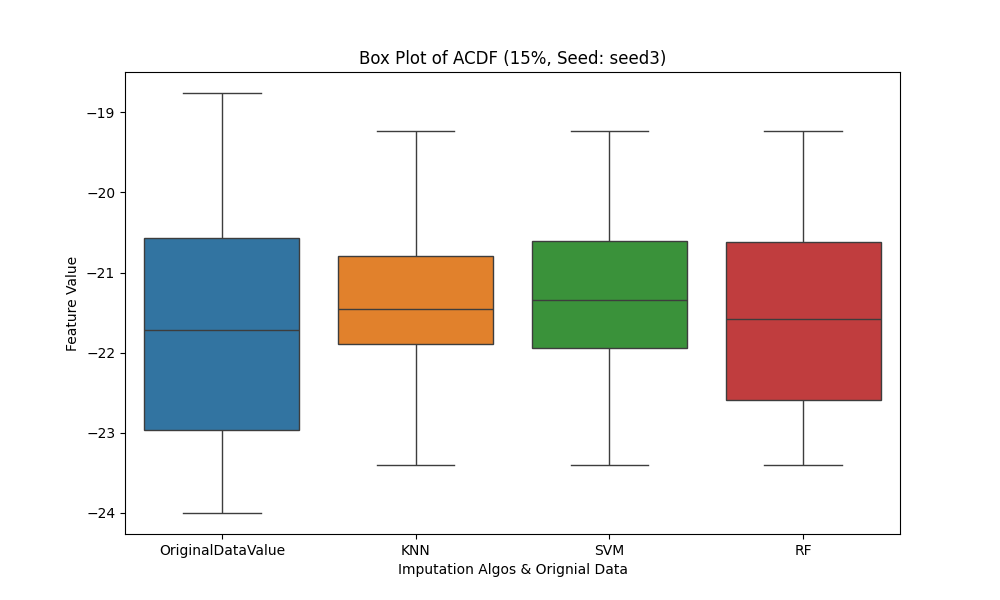 Box Plot of ACDF (15%, Seed: seed3)
Feature Value
−19
−20
−21
−22
−23
−24
OriginalDataValue KNN SVM RF
Imputation Algos & Orignial Data